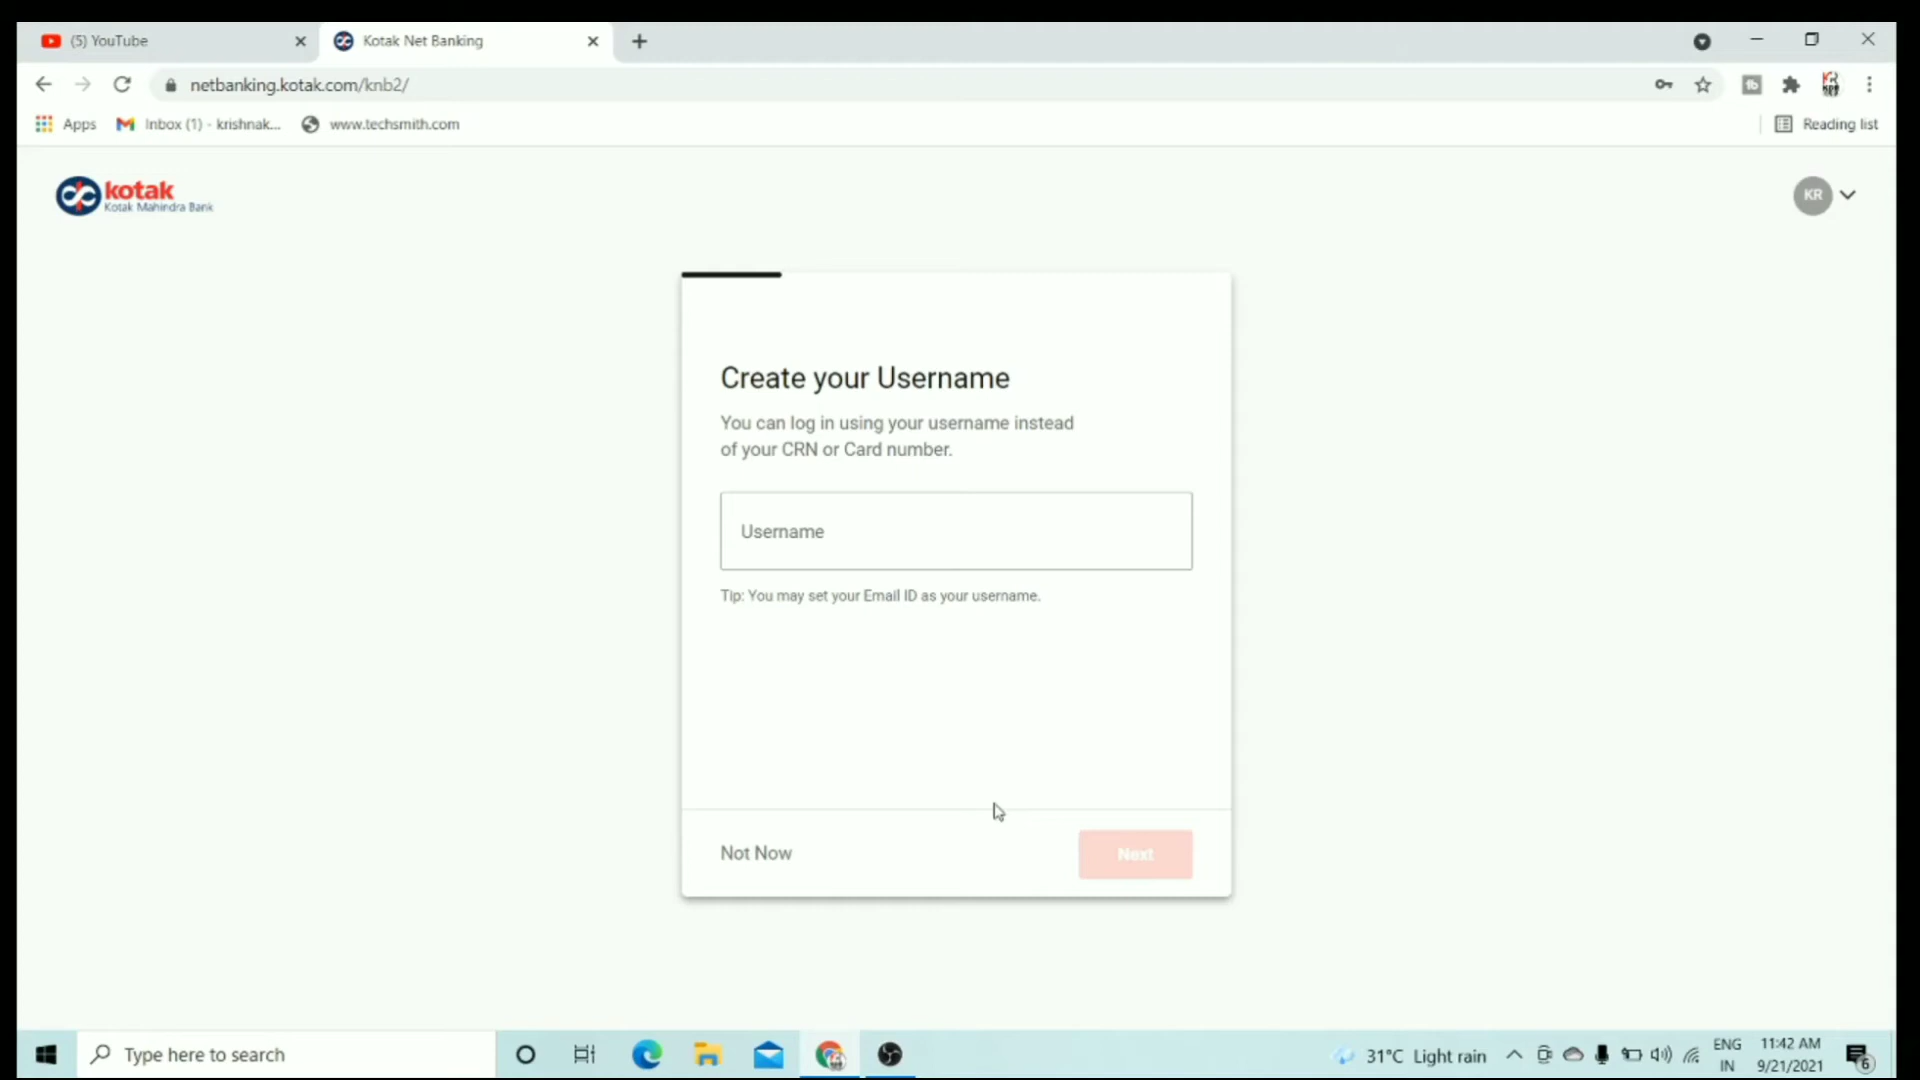 (5) YouTube
Kotak Net Banking
netbanking.kotak.com/knb2/
Apps
Inbox (1) - krishnak...
www.techsmith.com
Reading list
kotak
Kotak Mahindra Bank
KR
Create your Username
You can log in using your username instead
of your CRN or Card number.
Username
Tip: You may set your Email ID as your username.
Not Now
Next
Type here to search
31°C Light rain
ENG
IN
11:42 AM
9/21/2021
6